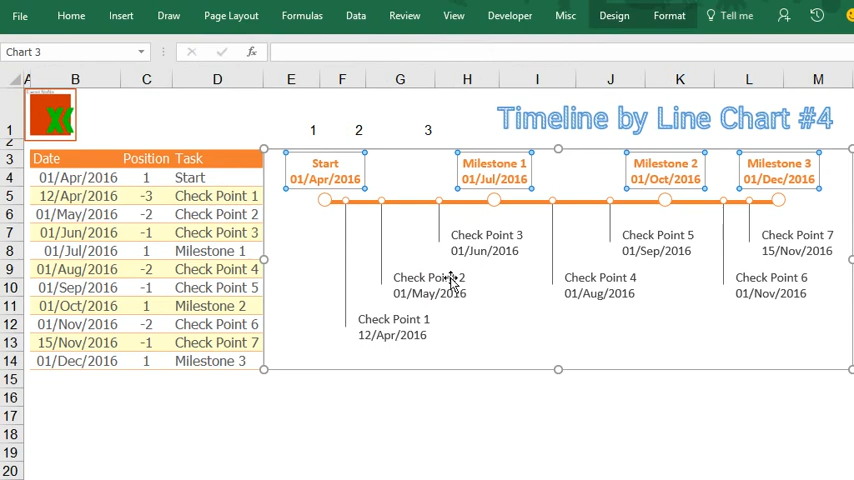 File Home Insert Draw Page Layout Formulas Data Review View Developer Misc Design Format Tell me
Chart 3 fx
A B C D E F G H I J K L M
1 1 2 3 Timeline by Line Chart #4
2
3 Date Position Task
4 01/Apr/2016 1 Start
5 12/Apr/2016 -3 Check Point 1
6 01/May/2016 -2 Check Point 2
7 01/Jun/2016 -1 Check Point 3
8 01/Jul/2016 1 Milestone 1
9 01/Aug/2016 -2 Check Point 4
10 01/Sep/2016 -1 Check Point 5
11 01/Oct/2016 1 Milestone 2
12 01/Nov/2016 -2 Check Point 6
13 15/Nov/2016 -1 Check Point 7
14 01/Dec/2016 1 Milestone 3
15
16
17
18
19
20
Start
01/Apr/2016
Milestone 1
01/Jul/2016
Milestone 2
01/Oct/2016
Milestone 3
01/Dec/2016
Check Point 3
01/Jun/2016
Check Point 5
01/Sep/2016
Check Point 7
15/Nov/2016
Check Point 2
01/May/2016
Check Point 4
01/Aug/2016
Check Point 6
01/Nov/2016
Check Point 1
12/Apr/2016